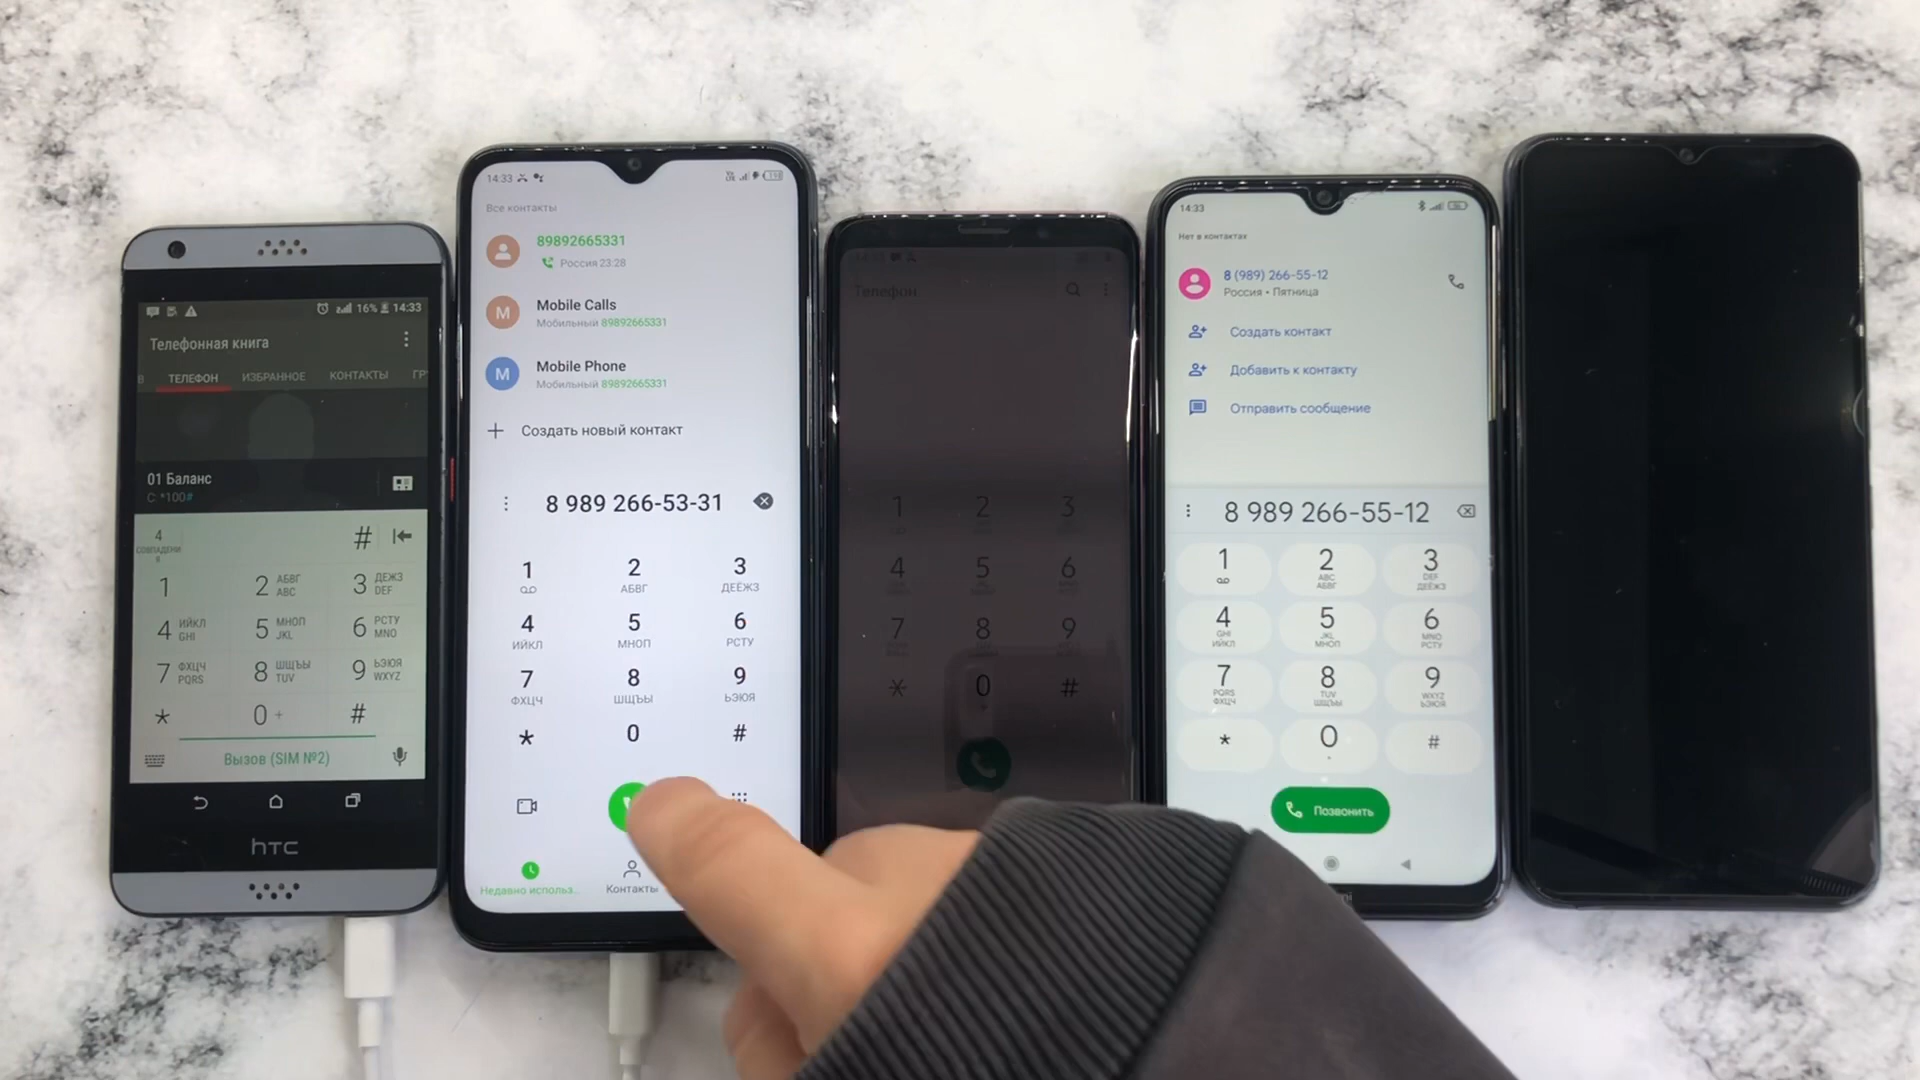 16% 14:33
Телефонная книга
В ТЕЛЕФОН ИЗБРАННОЕ КОНТАКТЫ ГР
01 Баланс
С: *100#
4 #
1 2 АБВГ ABC 3 ДЕЖЗ DEF
4 ИЙКЛ GHI 5 МНОП JKL 6 РСТУ MNO
7 ФХЦЧ PQRS 8 ШЩЪЫ TUV 9 ЬЭЮЯ WXYZ
* 0 + #
Вызов (SIM №2)
hTC
14:33
Все контакты
89892665331
Россия 23:28
M Mobile Calls
Мобильный 89892665331
M Mobile Phone
Мобильный 89892665331
+ Создать новый контакт
8 989 266-53-31
1 2 АБВГ 3 ДЕЁЖЗ
4 ИЙКЛ 5 МНОП 6 РСТУ
7 ФХЦЧ 8 ШЩЪЫ 9 ЬЭЮЯ
* 0 #
Недавно использ...
Контакты
Телефон
1 2 3
4 5 6
7 8 9
* 0 #
14:33
Нет в контактах
8 (989) 266-55-12
Россия • Пятница
Создать контакт
Добавить к контакту
Отправить сообщение
8 989 266-55-12
1 2 ABC АБВГ 3 DEF ДЕЁЖЗ
4 GHI ИЙКЛ 5 JKL МНОП 6 MNO РСТУ
7 PQRS ФХЦЧ 8 TUV ШЩЪЫ 9 WXYZ ЬЭЮЯ
* 0 #
Позвонить